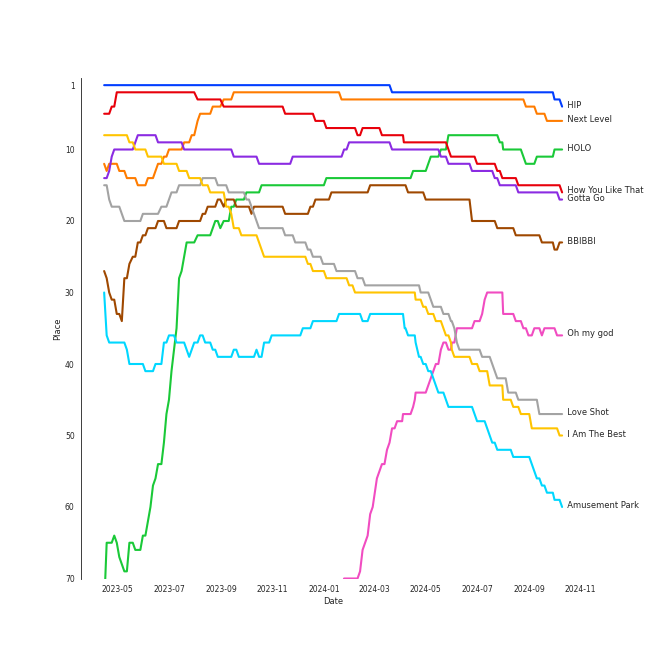 1
HIP
Next Level
10
HOLO
How You Like That
Gotta Go
20
BBIBBI
30
Place
Oh my god
40
Love Shot
50
I Am The Best
60
Amusement Park
70
2023-05 2023-07 2023-09 2023-11 2024-01 2024-03 2024-05 2024-07 2024-09 2024-11
Date